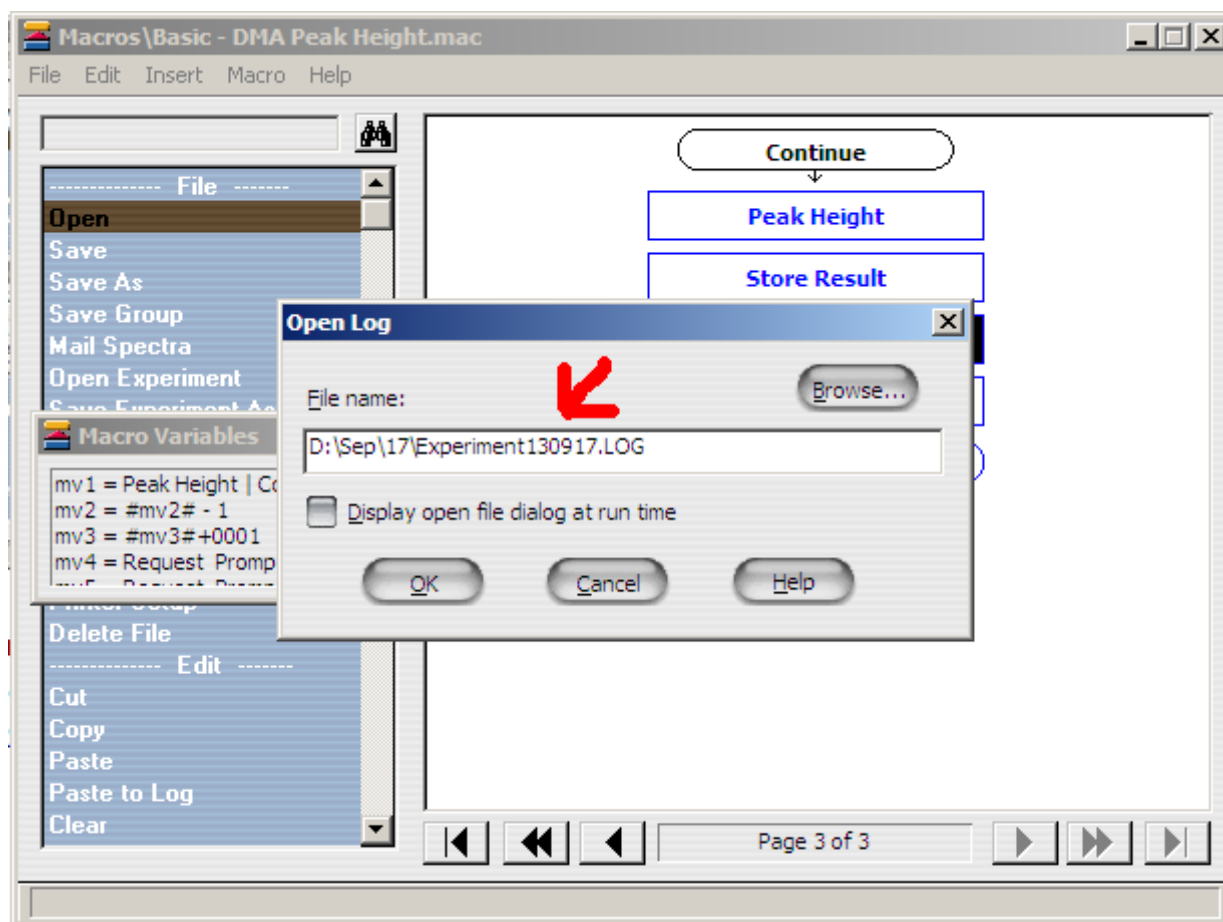 Macros\Basic - DMA Peak Height.mac
File Edit Insert Macro Help
-------------- File -------
Open
Save
Save As
Save Group
Mail Spectra
Open Experiment
Save Experiment As
Delete File
-------------- Edit -------
Cut
Copy
Paste
Paste to Log
Clear
Continue
Peak Height
Store Result
Macro Variables
mv1 = Peak Height |
mv2 = #mv2# - 1
mv3 = #mv3#+0001
mv4 = Request Promp
Open Log
File name:
Browse...
D:\Sep\17\Experiment130917.LOG
Display open file dialog at run time
OK
Cancel
Help
Page 3 of 3